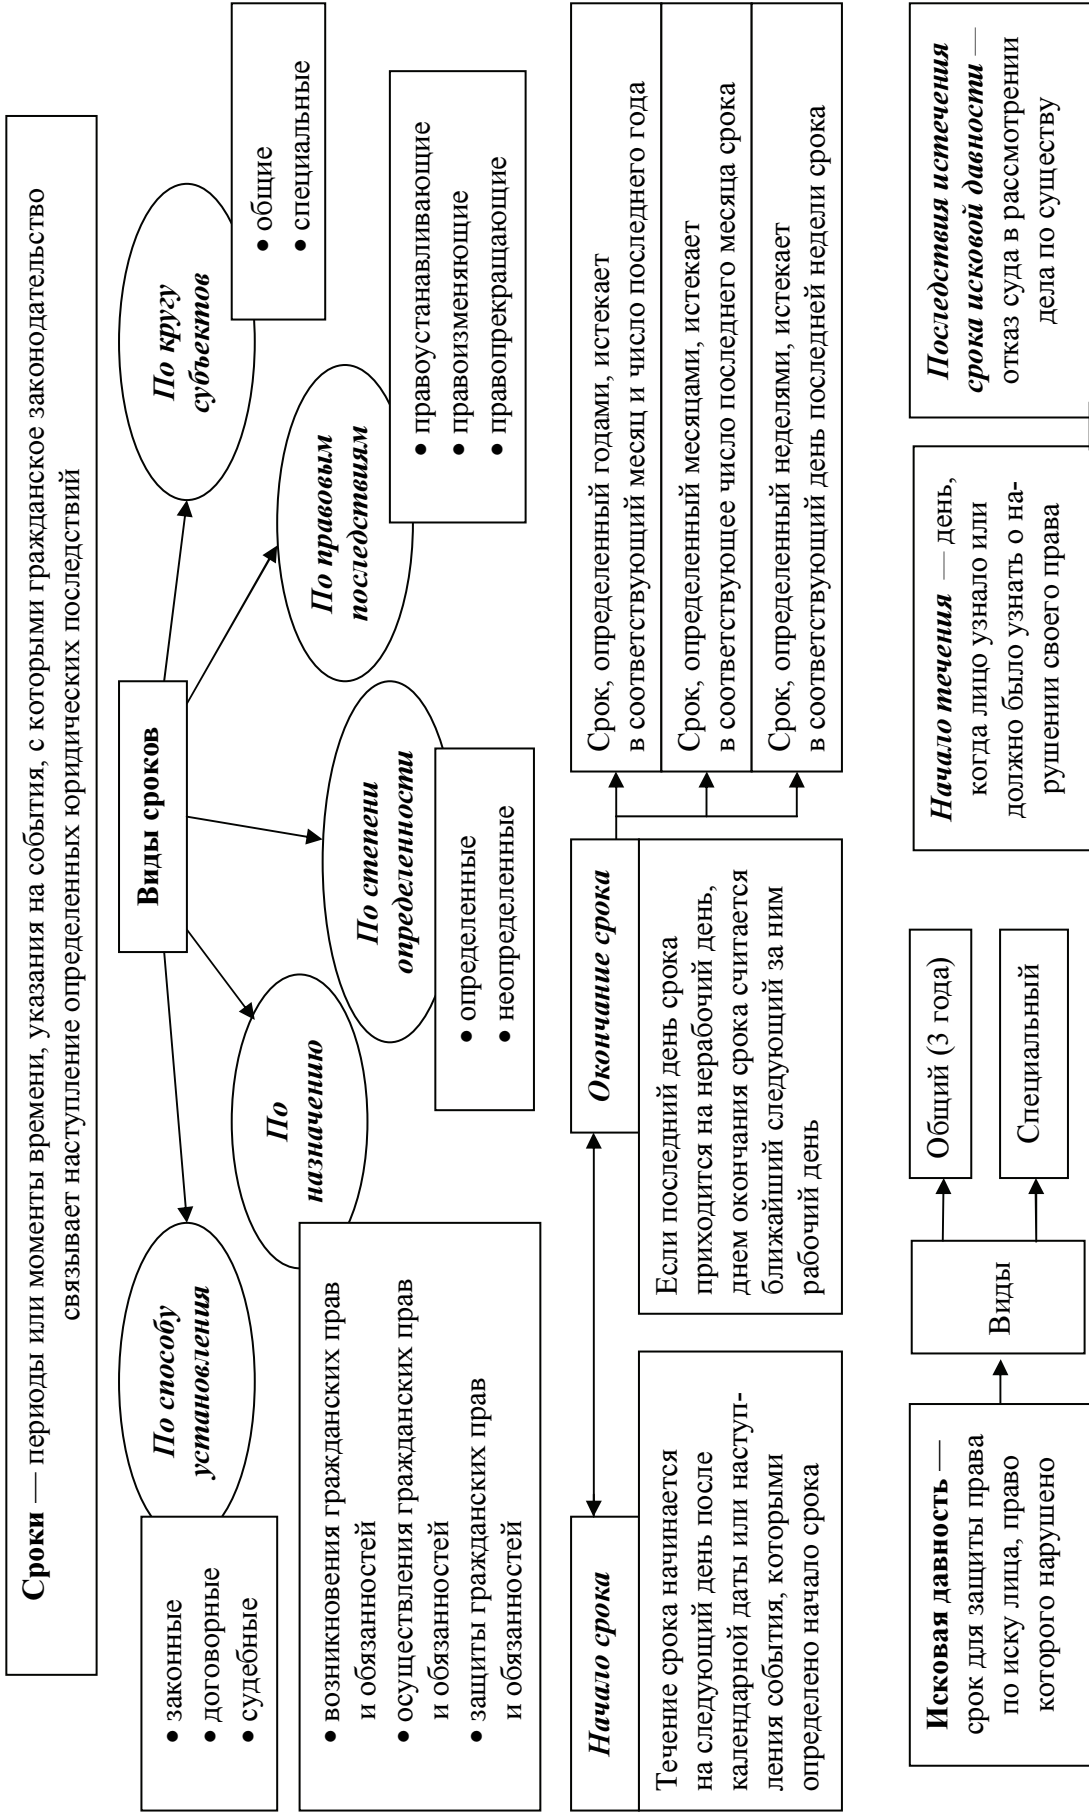 Сроки — периоды или моменты времени, указания на события, с которыми гражданское законодательство
связывает наступление определенных юридических последствий
Виды сроков
По способу
установления
• законные
• договорные
• судебные
По
назначению
• возникновения гражданских прав
и обязанностей
• осуществления гражданских прав
и обязанностей
• защиты гражданских прав
и обязанностей
По степени
определенности
• определенные
• неопределенные
По правовым
последствиям
• правоустанавливающие
• правоизменяющие
• правопрекращающие
По кругу
субъектов
• общие
• специальные
Начало срока
Течение срока начинается
на следующий день после
календарной даты или наступ-
ления события, которыми
определено начало срока
Окончание срока
Если последний день срока
приходится на нерабочий день,
днем окончания срока считается
ближайший следующий за ним
рабочий день
Срок, определенный годами, истекает
в соответствующий месяц и число последнего года
Срок, определенный месяцами, истекает
в соответствующее число последнего месяца срока
Срок, определенный неделями, истекает
в соответствующий день последней недели срока
Исковая давность —
срок для защиты права
по иску лица, право
которого нарушено
Виды
Общий (3 года)
Специальный
Начало течения — день,
когда лицо узнало или
должно было узнать о на-
рушении своего права
Последствия истечения
срока исковой давности —
отказ суда в рассмотрении
дела по существу